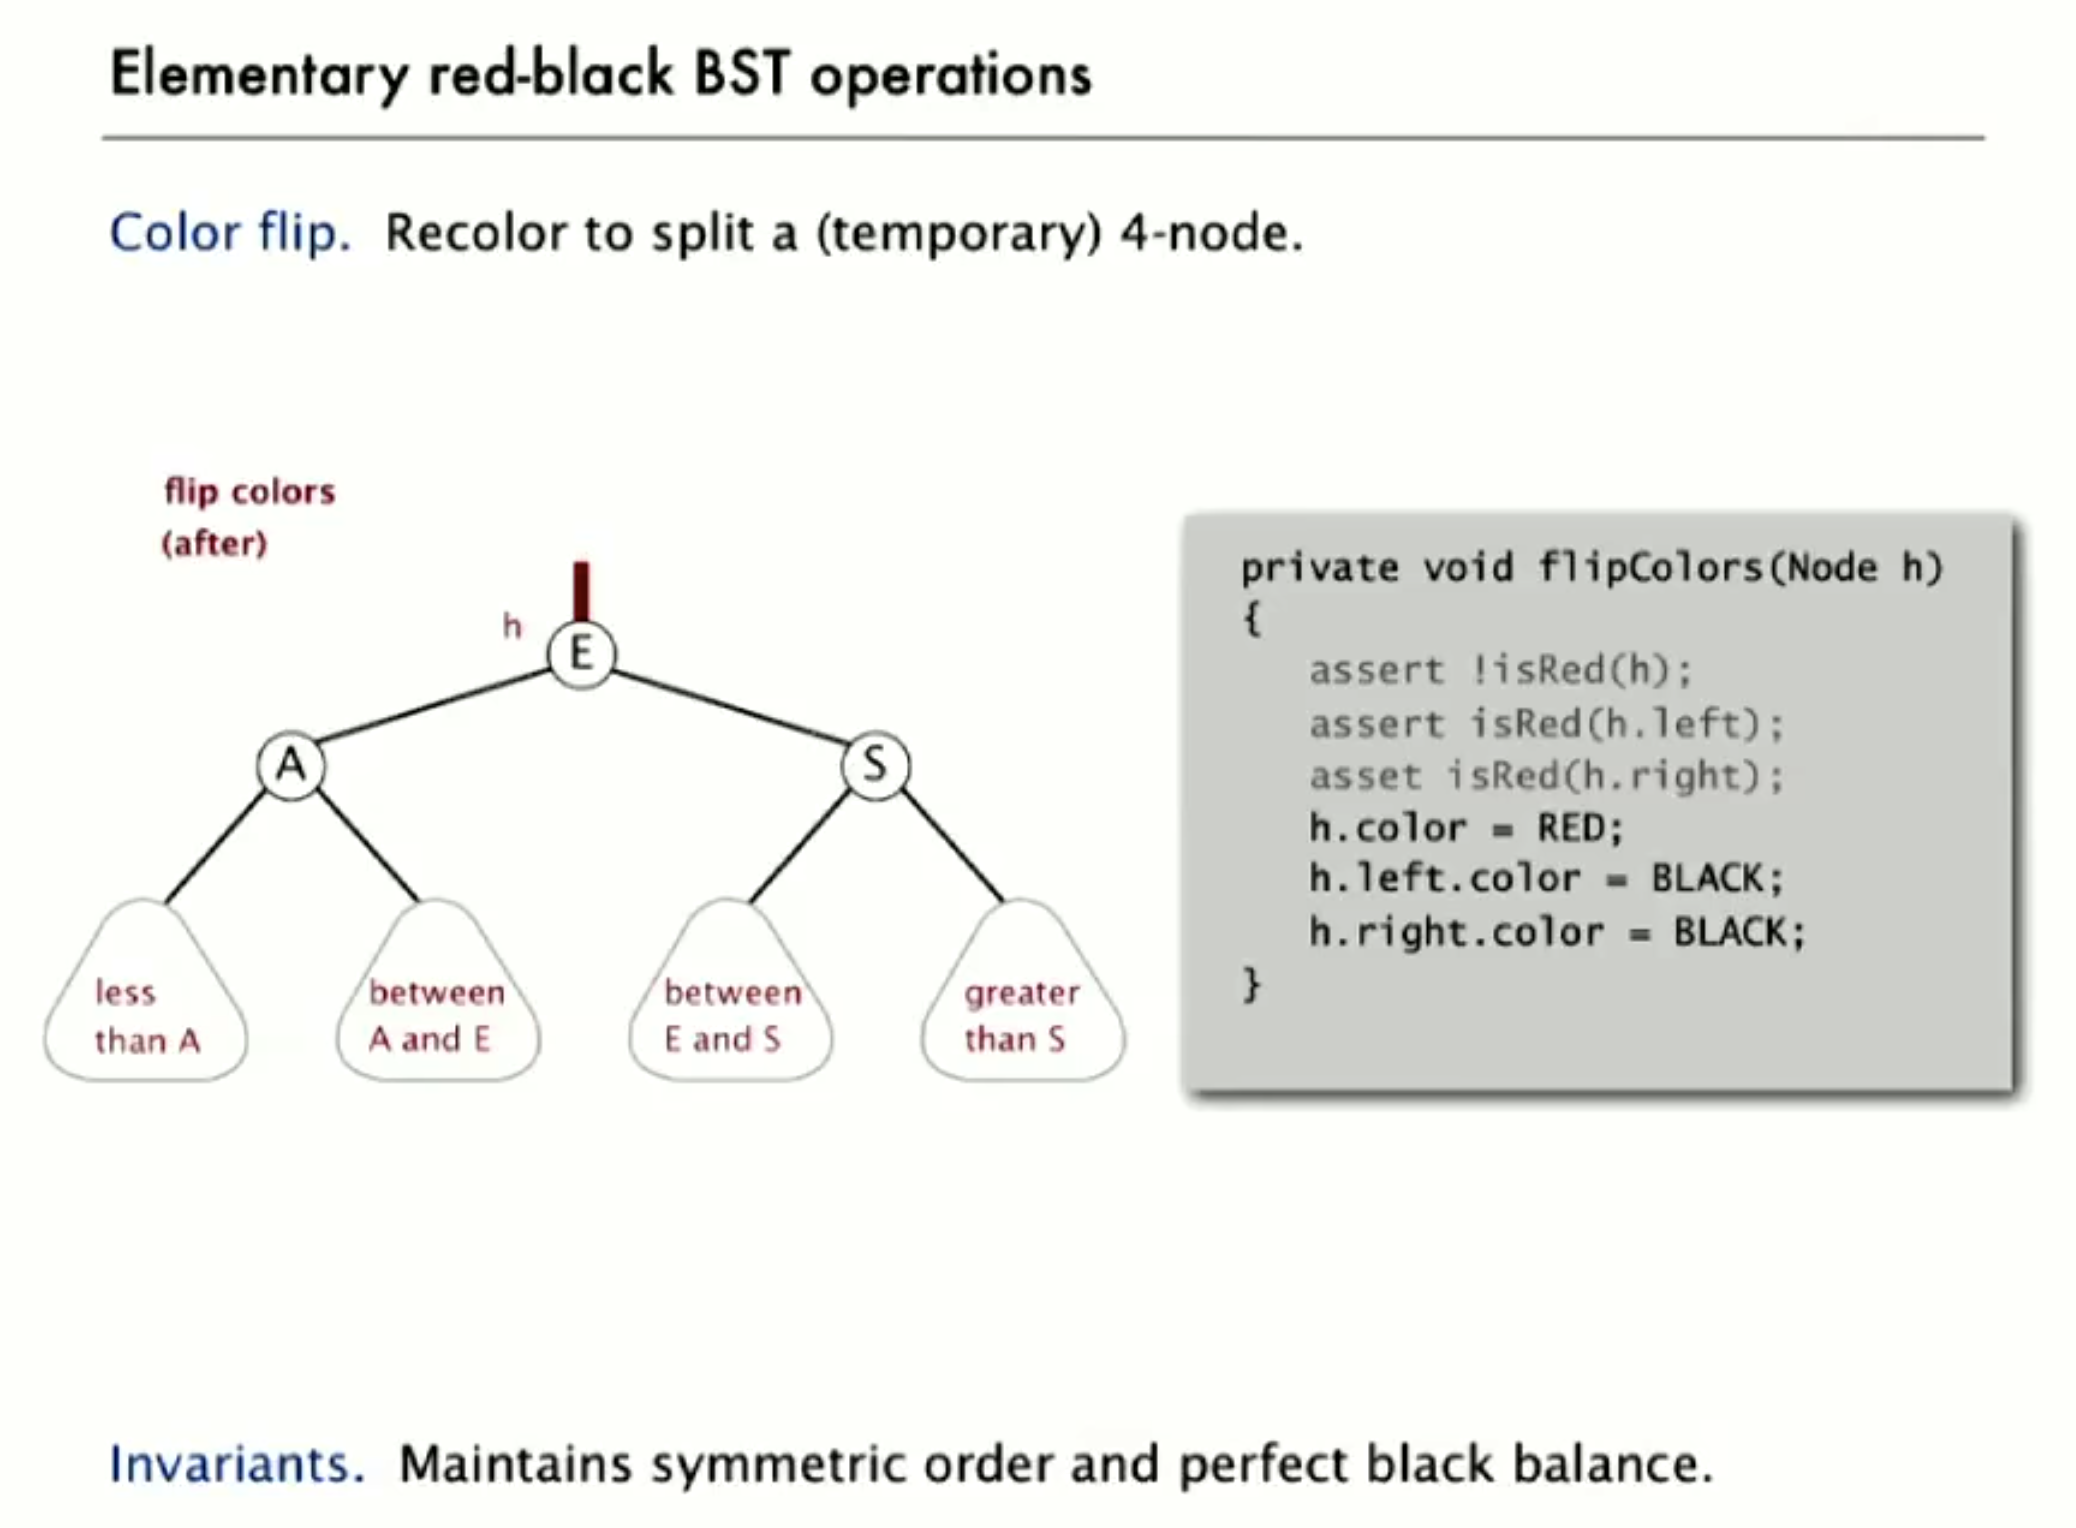 Elementary red-black BST operations
Color flip. Recolor to split a (temporary) 4-node.
flip colors
(after)
h
E
A
S
less
than A
between
A and E
between
E and S
greater
than S
private void flipColors(Node h)
{
assert !isRed(h);
assert isRed(h.left);
asset isRed(h.right);
h.color = RED;
h.left.color = BLACK;
h.right.color = BLACK;
}
Invariants. Maintains symmetric order and perfect black balance.